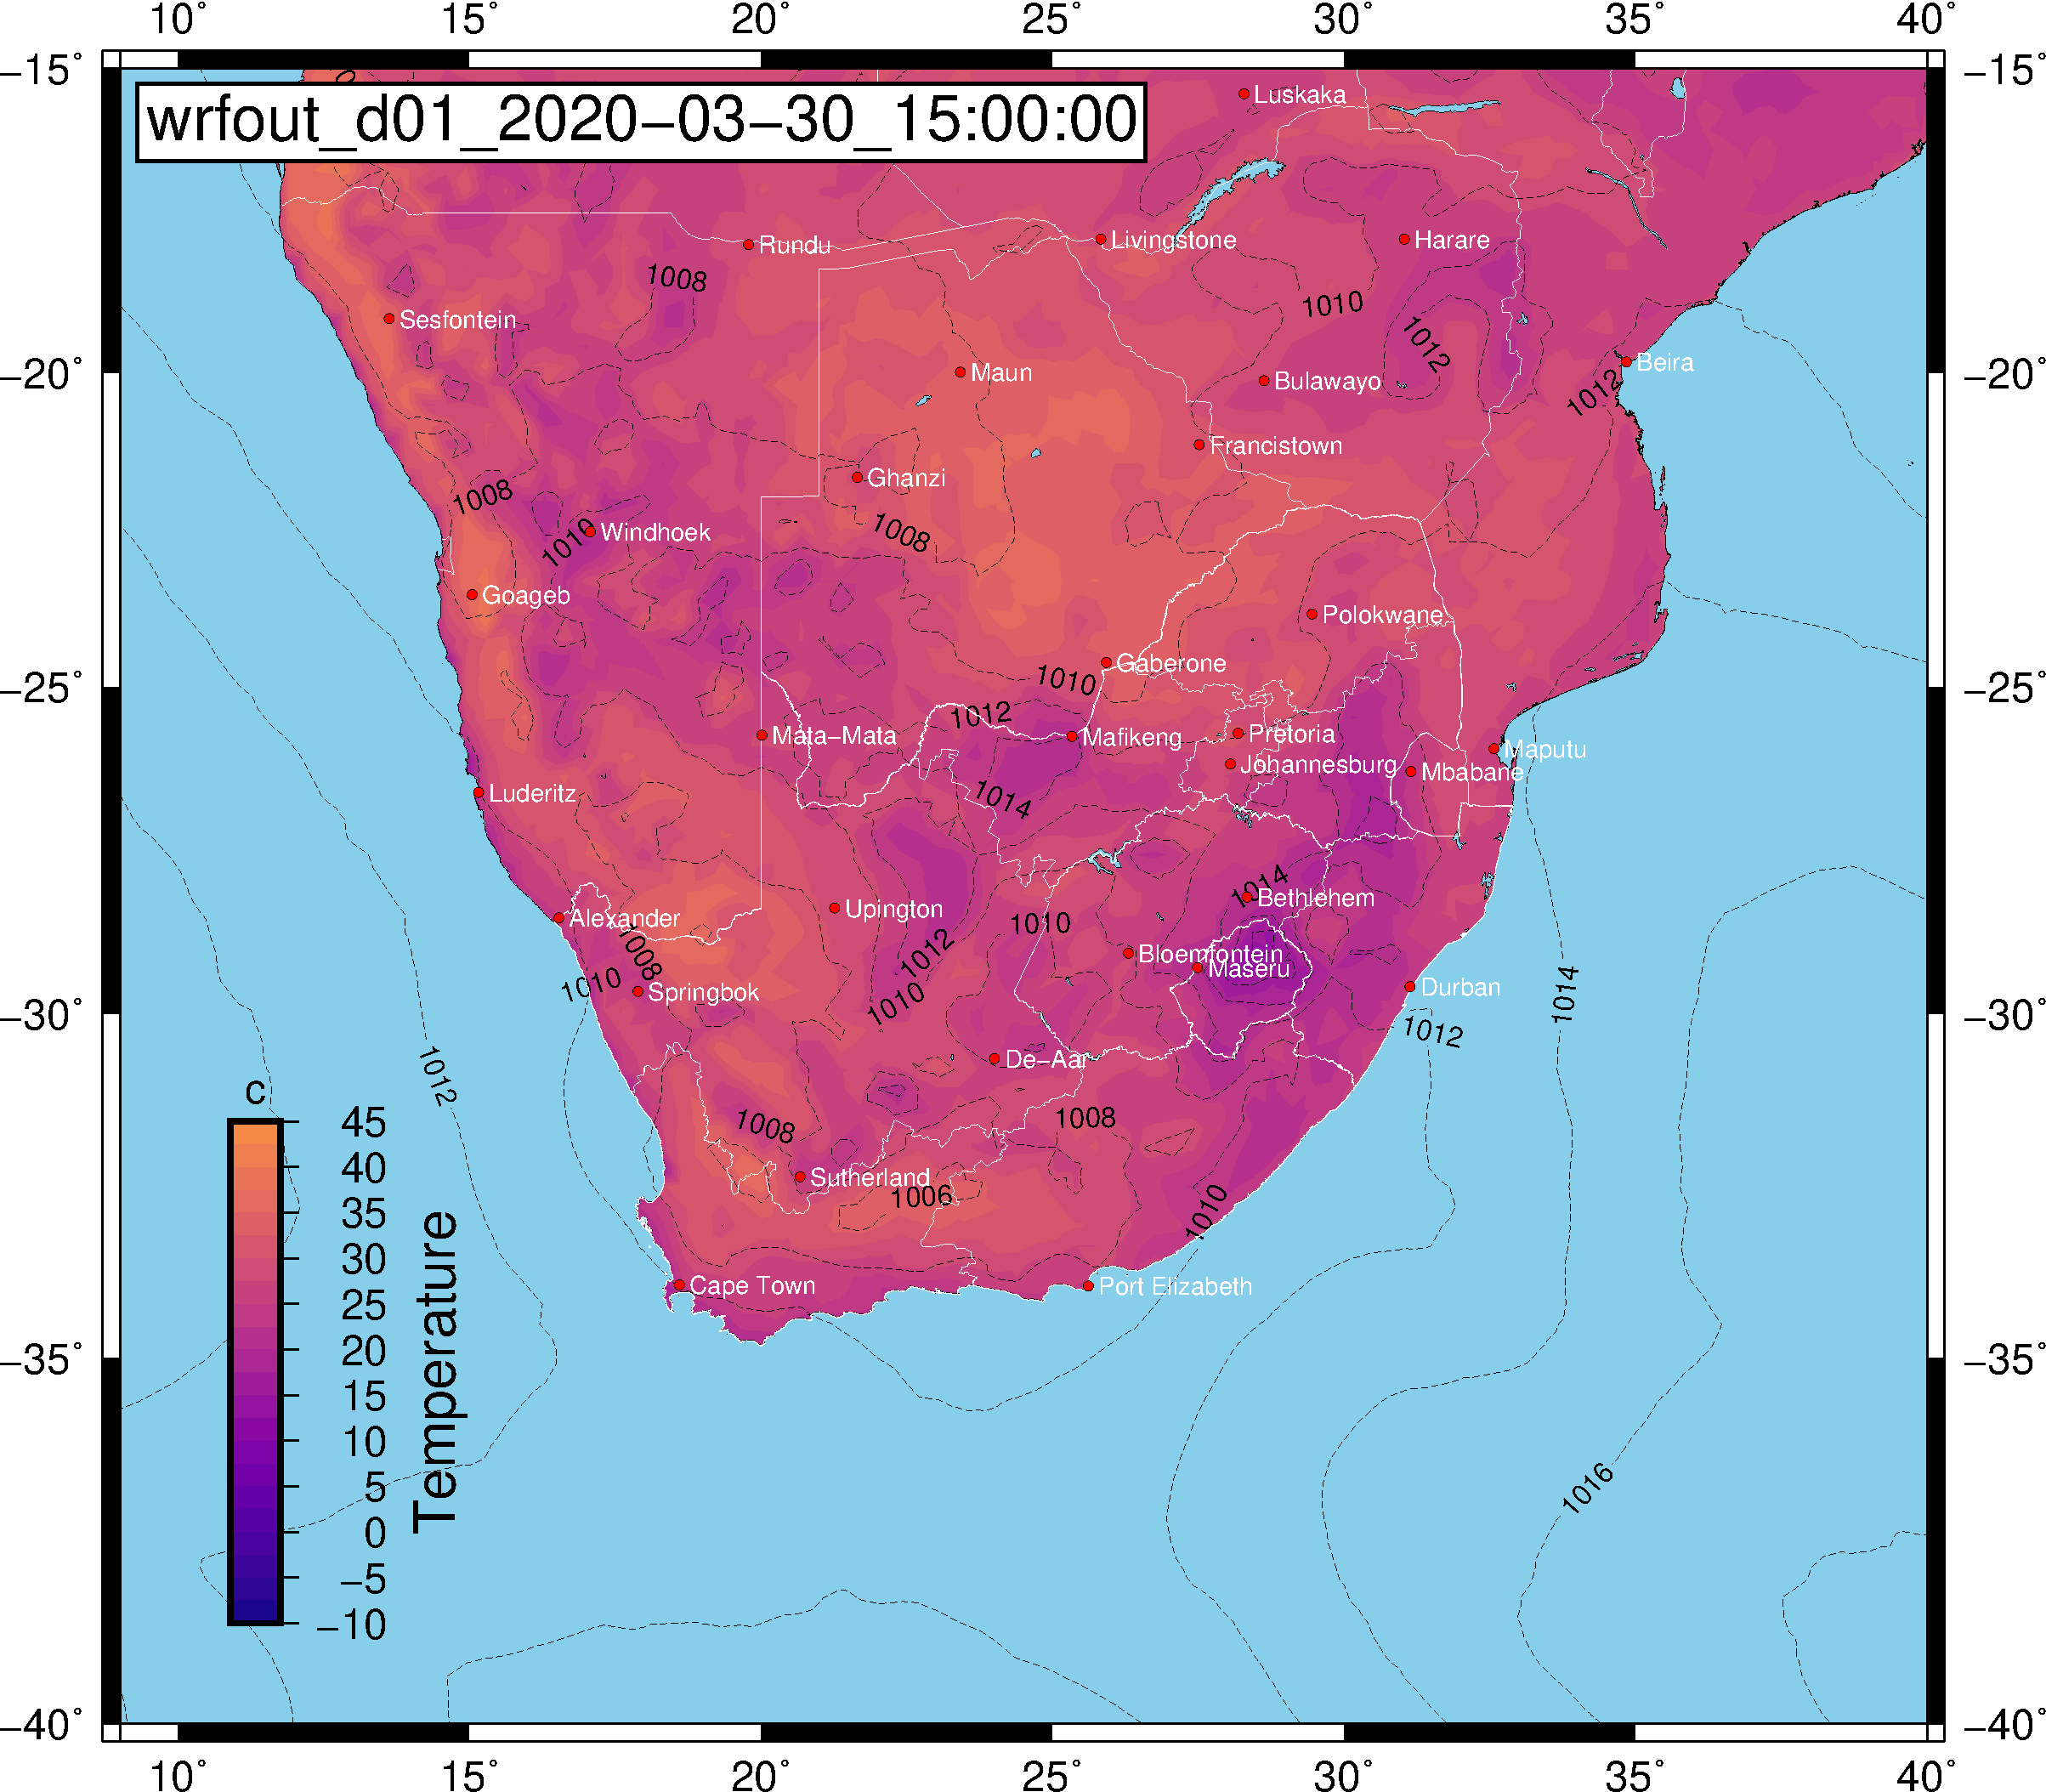 10° 15° 20° 25° 30° 35° 40°
−15° −15°
wrfout_d01_2020−03−30_15:00:00
Luskaka
Rundu
Livingstone
Harare
1008
1010
Sesfontein
1012
−20° −20°
Maun
Beira
Bulawayo
1012
Francistown
Ghanzi
1008
1008
Windhoek
1010
Goageb
Polokwane
Gaberone
1010
−25° −25°
1012
Mata−Mata
Mafikeng
Pretoria
Maputu
Johannesburg
Mbabane
Luderitz
1014
1014
Bethlehem
Alexander
Upington
1010
1008
1012
Bloemfontein
Maseru
1010
Springbok
Durban
1014
1010
−30° −30°
1012
De−Aar
1012
c
1008
1008
Sutherland
1006
1010
Cape Town
Port Elizabeth
−35° −35°
45
40
35
30
25
20
15
10
5
0
−5
−10
Temperature
1016
−40° −40°
10° 15° 20° 25° 30° 35° 40°